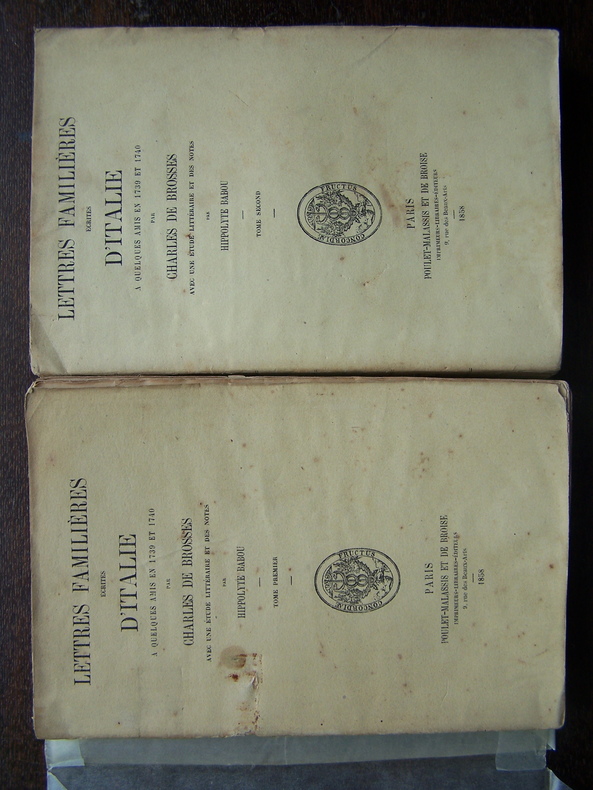 LETTRES FAMILIÈRES
ECRITES
D'ITALIE
A QUELQUES AMIS EN 1739 ET 1740
PAR
CHARLES DE BROSSES
AVEC UNE ÉTUDE LITTÉRAIRE ET DES NOTES
PAR
HIPPOLYTE BABOU
TOME PREMIER
FRUCTUS
CONCORDIÆ
PARIS
POULET-MALASSIS ET DE BROISE
IMPRIMEURS-LIBRAIRES-ÉDITEURS
9, rue des Beaux-Arts
1858
LETTRES FAMILIÈRES
ECRITES
D'ITALIE
A QUELQUES AMIS EN 1739 ET 1740
PAR
CHARLES DE BROSSES
AVEC UNE ÉTUDE LITTÉRAIRE ET DES NOTES
PAR
HIPPOLYTE BABOU
TOME SECOND
FRUCTUS
CONCORDIÆ
PARIS
POULET-MALASSIS ET DE BROISE
IMPRIMEURS-LIBRAIRES-ÉDITEURS
9, rue des Beaux-Arts
1858